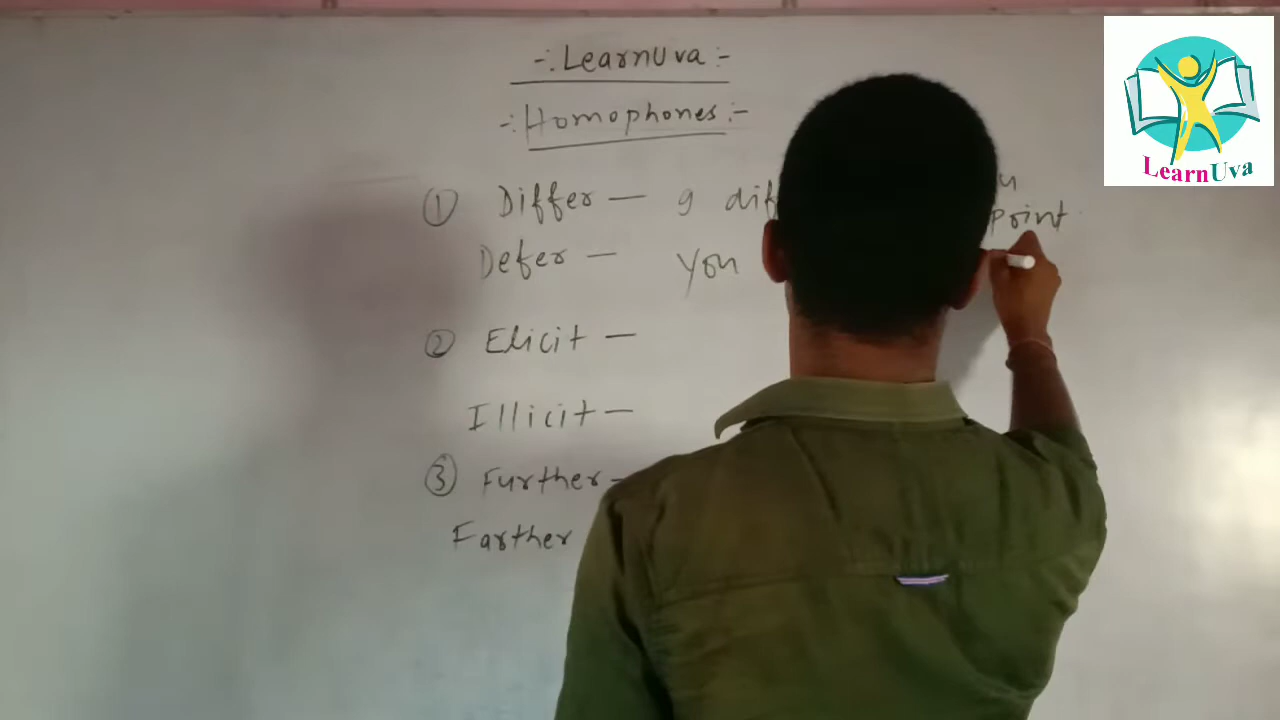 -:LearnUva:-
-:Homophones:-
① Differ — I dif
point
Defer — You
② Elicit —
Illicit —
③ Further -
Farther
LearnUva